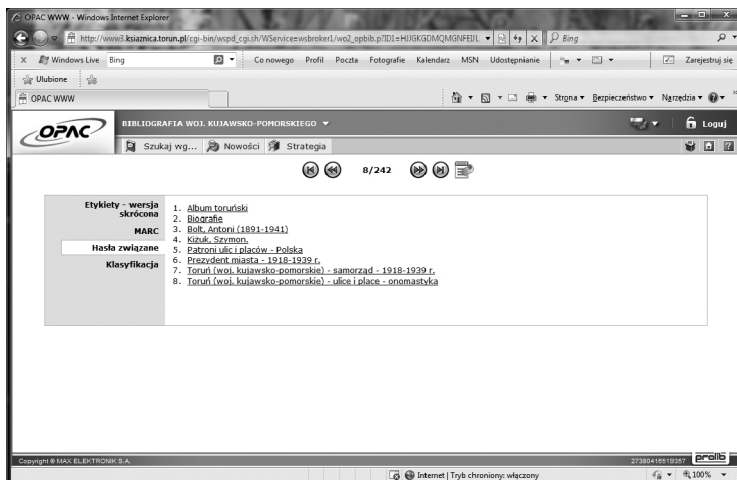 OPAC WWW - Windows Internet Explorer
http://www3.ksiaznica.torun.pl/cgi-bin/wspd_cgi.sh/WService=wsbroker1/wo2_opbib.p?ID1=HJJGKGDMQMGNFEIJL
Bing
x Windows Live Bing Co nowego Profil Poczta Fotografie Kalendarz MSN Udostępnianie Zarejestruj się
Ulubione
OPAC WWW Strona Bezpieczeństwo Narzędzia
OPAC BIBLIOGRAFIA WOJ. KUJAWSKO-POMORSKIEGO Loguj
Szukaj wg... Nowości Strategia
8/242
Etykiety - wersja skrócona
MARC
Hasła związane
Klasyfikacja
1. Album toruński
2. Biografie
3. Bolt, Antoni (1891-1941)
4. Kiżuk, Szymon.
5. Patroni ulic i placów - Polska
6. Prezydent miasta - 1918-1939 r.
7. Toruń (woj. kujawsko-pomorskie) - samorząd - 1918-1939 r.
8. Toruń (woj. kujawsko-pomorskie) - ulice i place - onomastyka
Copyright © MAX ELEKTRONIK S.A. prolib
Internet | Tryb chroniony: włączony 100%